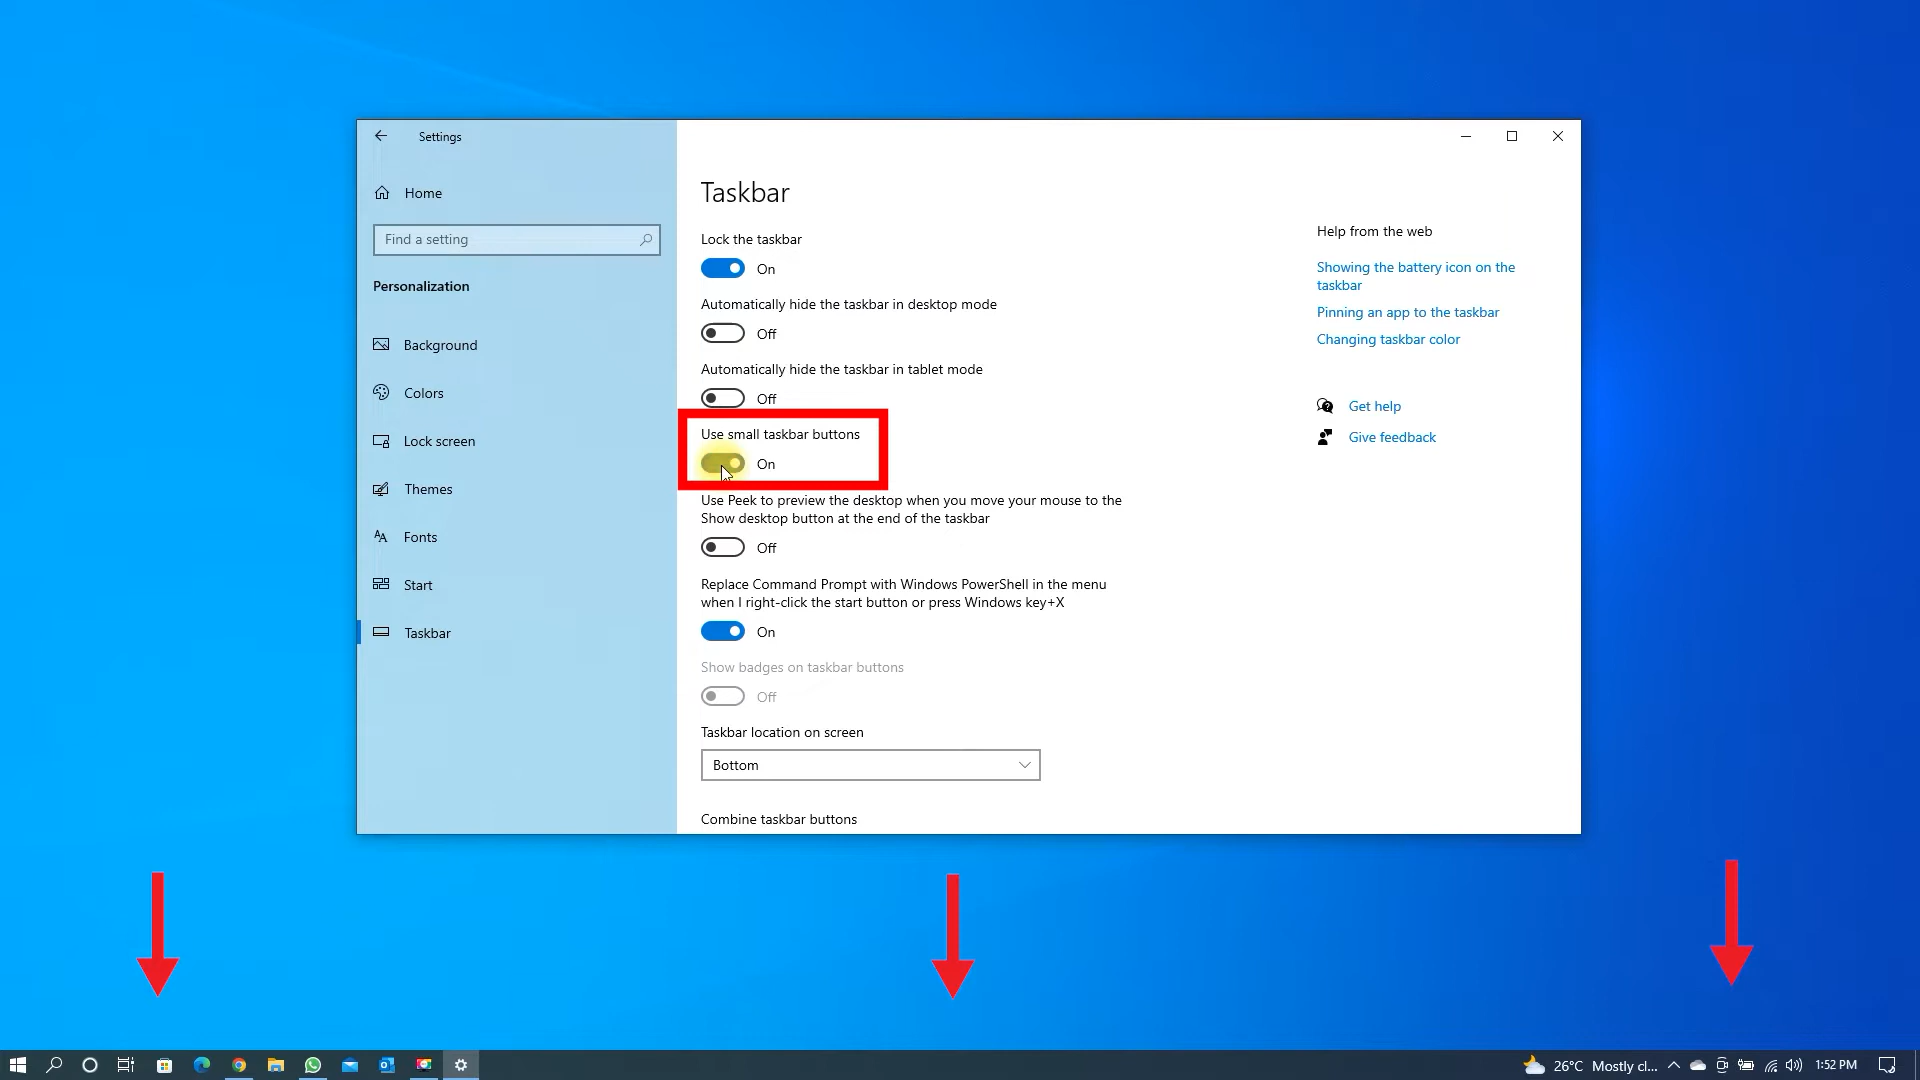 Settings
Home
Find a setting
Personalization
Background
Colors
Lock screen
Themes
Fonts
Start
Taskbar
Taskbar
Lock the taskbar
On
Automatically hide the taskbar in desktop mode
Off
Automatically hide the taskbar in tablet mode
Off
Use small taskbar buttons
On
Use Peek to preview the desktop when you move your mouse to the
Show desktop button at the end of the taskbar
Off
Replace Command Prompt with Windows PowerShell in the menu
when I right-click the start button or press Windows key+X
On
Show badges on taskbar buttons
Off
Taskbar location on screen
Bottom
Combine taskbar buttons
Help from the web
Showing the battery icon on the
taskbar
Pinning an app to the taskbar
Changing taskbar color
Get help
Give feedback
26°C Mostly cl... 1:52 PM